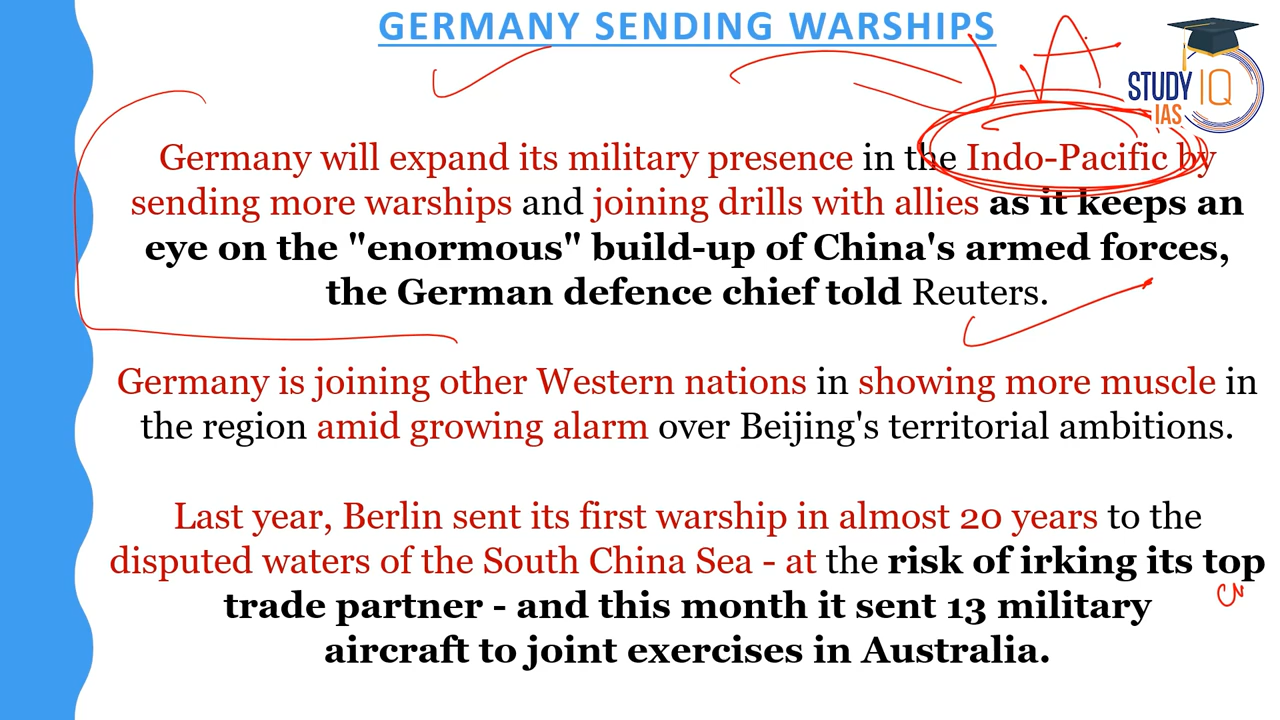 GERMANY SENDING WARSHIPS
STUDY IQ
IAS
Germany will expand its military presence in the Indo-Pacific by
sending more warships and joining drills with allies as it keeps an
eye on the "enormous" build-up of China's armed forces,
the German defence chief told Reuters.
Germany is joining other Western nations in showing more muscle in
the region amid growing alarm over Beijing's territorial ambitions.
Last year, Berlin sent its first warship in almost 20 years to the
disputed waters of the South China Sea - at the risk of irking its top
trade partner - and this month it sent 13 military
aircraft to joint exercises in Australia.